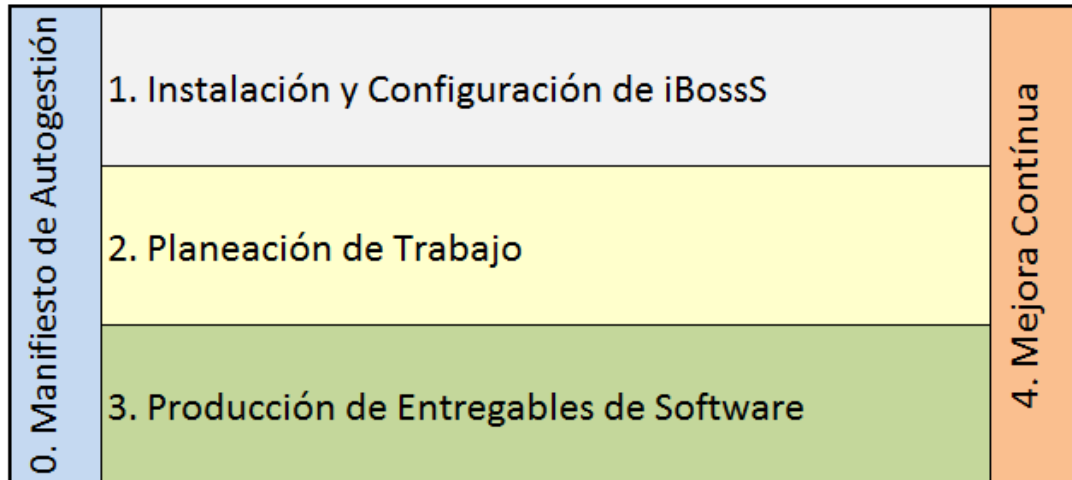 0. Manifiesto de Autogestión
1. Instalación y Configuración de iBossS
2. Planeación de Trabajo
3. Producción de Entregables de Software
4. Mejora Contínua